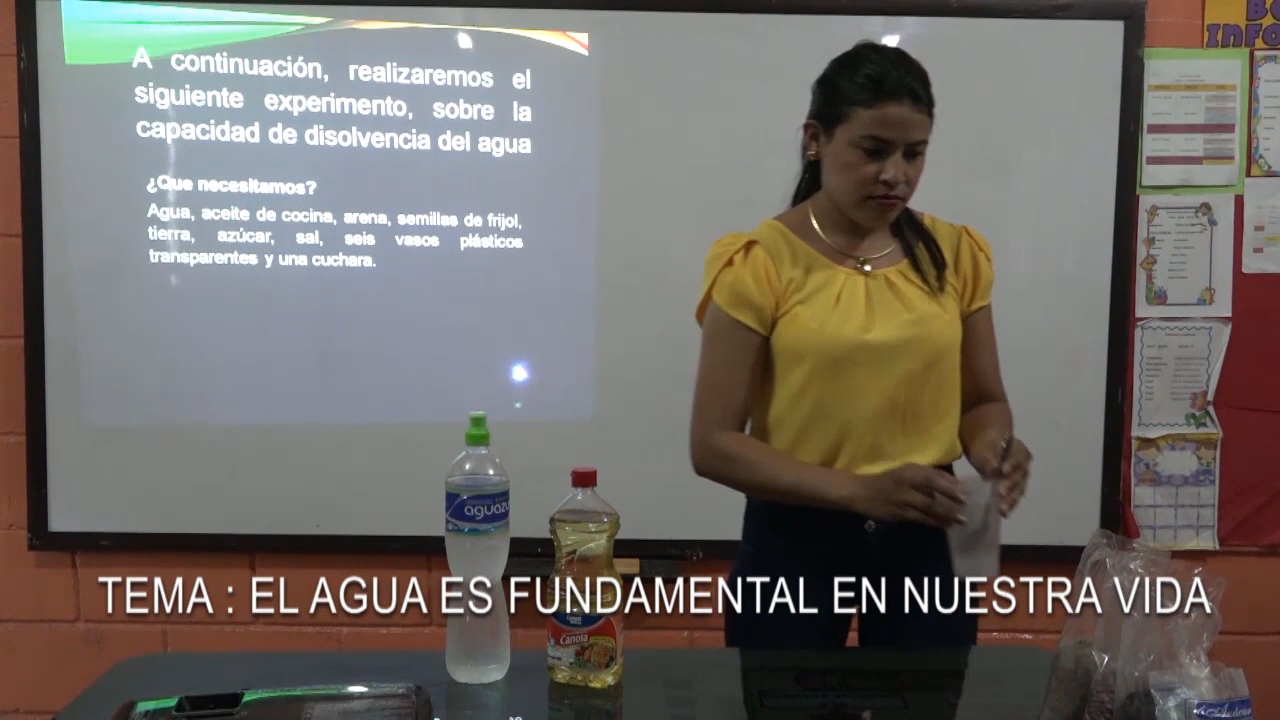 A continuación, realizaremos el
siguiente experimento, sobre la
capacidad de disolvencia del agua
¿Que necesitamos?
Agua, aceite de cocina, arena, semillas de frijol,
tierra, azúcar, sal, seis vasos plásticos
transparentes y una cuchara.
Canola
TEMA : EL AGUA ES FUNDAMENTAL EN NUESTRA VIDA